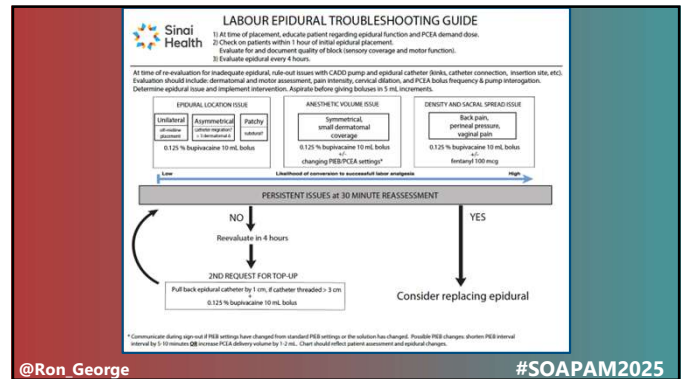 Sinai
Health
LABOUR EPIDURAL TROUBLESHOOTING GUIDE
1) At time of placement, educate patient regarding epidural function and PCEA demand dose.
2) Check on patients within 1 hour of initial epidural placement.
Evaluate for and document quality of block (sensory coverage and motor function).
3) Evaluate epidural every 4 hours.
At time of re-evaluation for inadequate epidural, rule-out issues with CADD pump and epidural catheter (kinks, catheter connection, insertion site, etc).
Evaluation should include: dermatomal and motor assessment, pain intensity, cervical dilation, and PCEA bolus frequency & pump interogation.
Determine epidural issue and implement intervention. Aspirate before giving boluses in 5 mL increments.
EPIDURAL LOCATION ISSUE
Unilateral
off-midline
placement
Asymmetrical
catheter migration/
Patchy
subdural?
0.125 % bupivacaine 10 mL bolus
ANESTHETIC VOLUME ISSUE
Symmetrical,
small dermatomal
coverage
0.125 % bupivacaine 10 mL bolus
+/-
changing PIEB/PCEA settings*
DENSITY AND SACRAL SPREAD ISSUE
Back pain,
perineal pressure,
vaginal pain
0.125 % bupivacaine 10 mL bolus
+/-
fentanyl 100 mcg
Low
Likelihood of conversion to successfull labor analgesia
High
PERSISTENT ISSUES at 30 MINUTE REASSESSMENT
NO
YES
Reevaluate in 4 hours
2ND REQUEST FOR TOP-UP
Pull back epidural catheter by 1 cm, if catheter threaded > 3 cm
+
0.125 % bupivacaine 10 mL bolus
Consider replacing epidural
* Communicate during sign-out if PIEB settings have changed from standard PIEB settings or the solution has changed. Possible PIEB changes: shorten PIEB interval
interval by 5-10 minutes OR increase PCEA delivery volume by 1-2 mL. Chart should reflect patient assessment and epidural changes.
@Ron_George
#SOAPAM2025